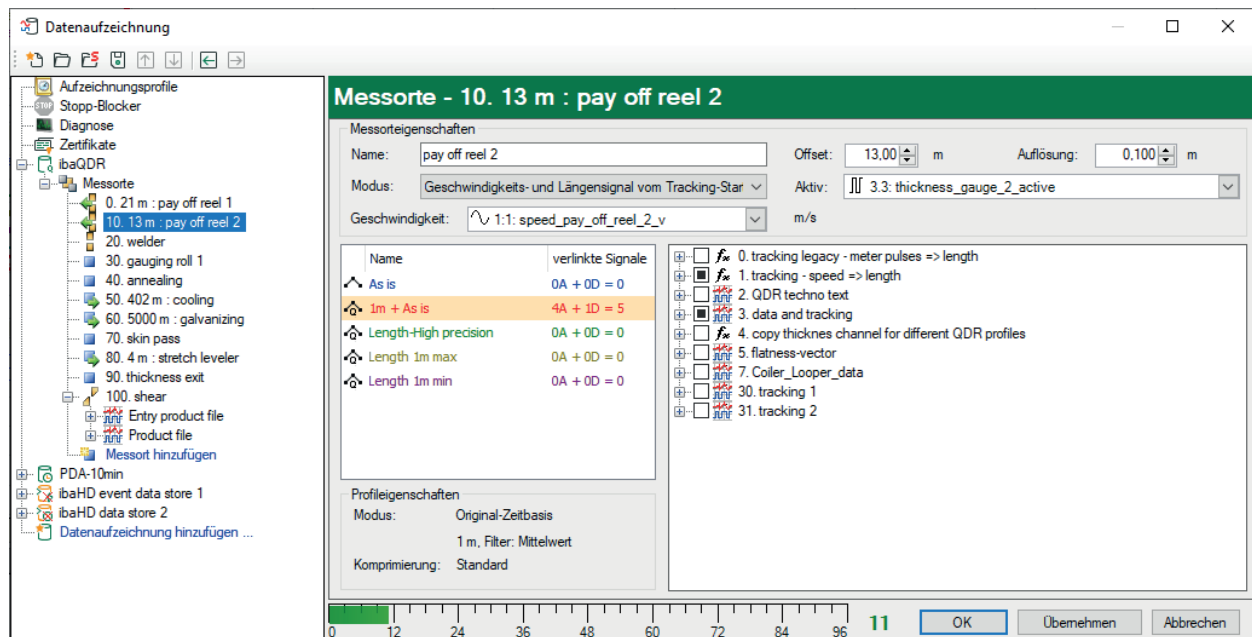 Datenaufzeichnung
Aufzeichnungsprofile
STOP Stopp-Blocker
Diagnose
Zertifikate
ibaQDR
Messorte
0. 21 m : pay off reel 1
10. 13 m : pay off reel 2
20. welder
30. gauging roll 1
40. annealing
50. 402 m : cooling
60. 5000 m : galvanizing
70. skin pass
80. 4 m : stretch leveler
90. thickness exit
100. shear
Entry product file
Product file
Messort hinzufügen
PDA-10min
ibaHD event data store 1
ibaHD data store 2
Datenaufzeichnung hinzufügen ...
Messorte - 10. 13 m : pay off reel 2
Messorteigenschaften
Name: pay off reel 2 Offset: 13,00 m Auflösung: 0,100 m
Modus: Geschwindigkeits- und Längensignal vom Tracking-Star Aktiv: 3.3: thickness_gauge_2_active
Geschwindigkeit: 1:1: speed_pay_off_reel_2_v m/s
Name verlinkte Signale
As is 0A + 0D = 0
1m + As is 4A + 1D = 5
Length-High precision 0A + 0D = 0
Length 1m max 0A + 0D = 0
Length 1m min 0A + 0D = 0
Profileigenschaften
Modus: Original-Zeitbasis
1 m, Filter: Mittelwert
Komprimierung: Standard
fx 0. tracking legacy - meter pulses => length
fx 1. tracking - speed => length
2. QDR techno text
3. data and tracking
fx 4. copy thicknes channel for different QDR profiles
5. flatness-vector
7. Coiler_Looper_data
30. tracking 1
31. tracking 2
0 12 24 36 48 60 72 84 96 11 OK Übernehmen Abbrechen